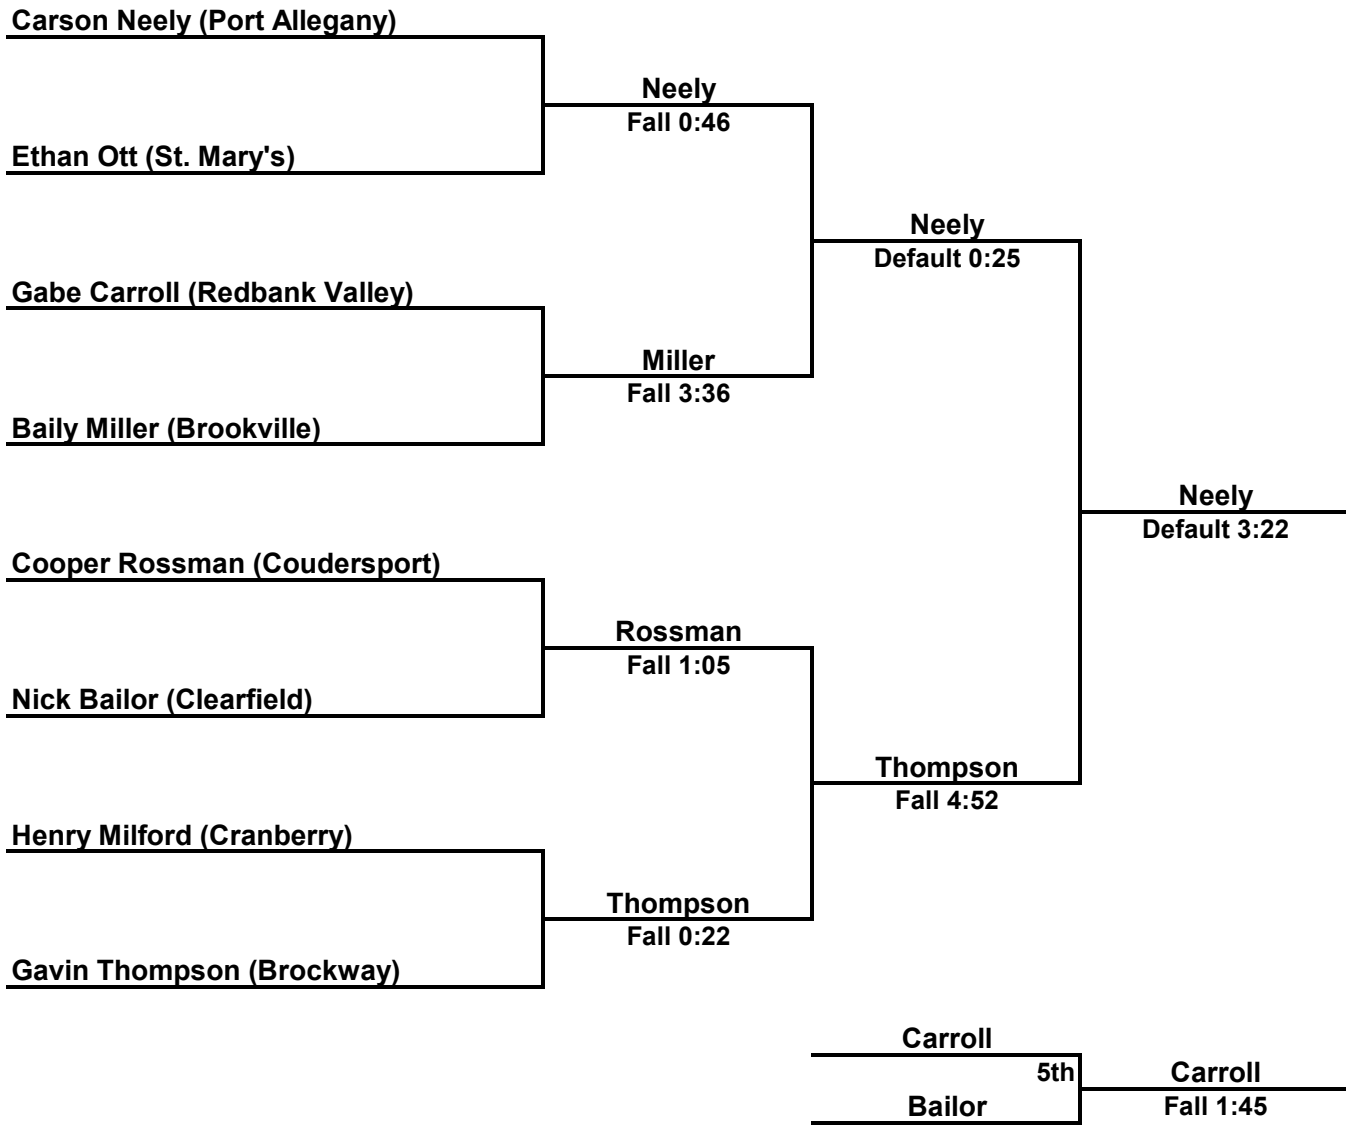 Carson Neely (Port Allegany)
Neely
Fall 0:46
Ethan Ott (St. Mary's)
Neely
Default 0:25
Gabe Carroll (Redbank Valley)
Miller
Fall 3:36
Baily Miller (Brookville)
Neely
Default 3:22
Cooper Rossman (Coudersport)
Rossman
Fall 1:05
Nick Bailor (Clearfield)
Thompson
Fall 4:52
Henry Milford (Cranberry)
Thompson
Fall 0:22
Gavin Thompson (Brockway)
Carroll
5th
Carroll
Bailor
Fall 1:45